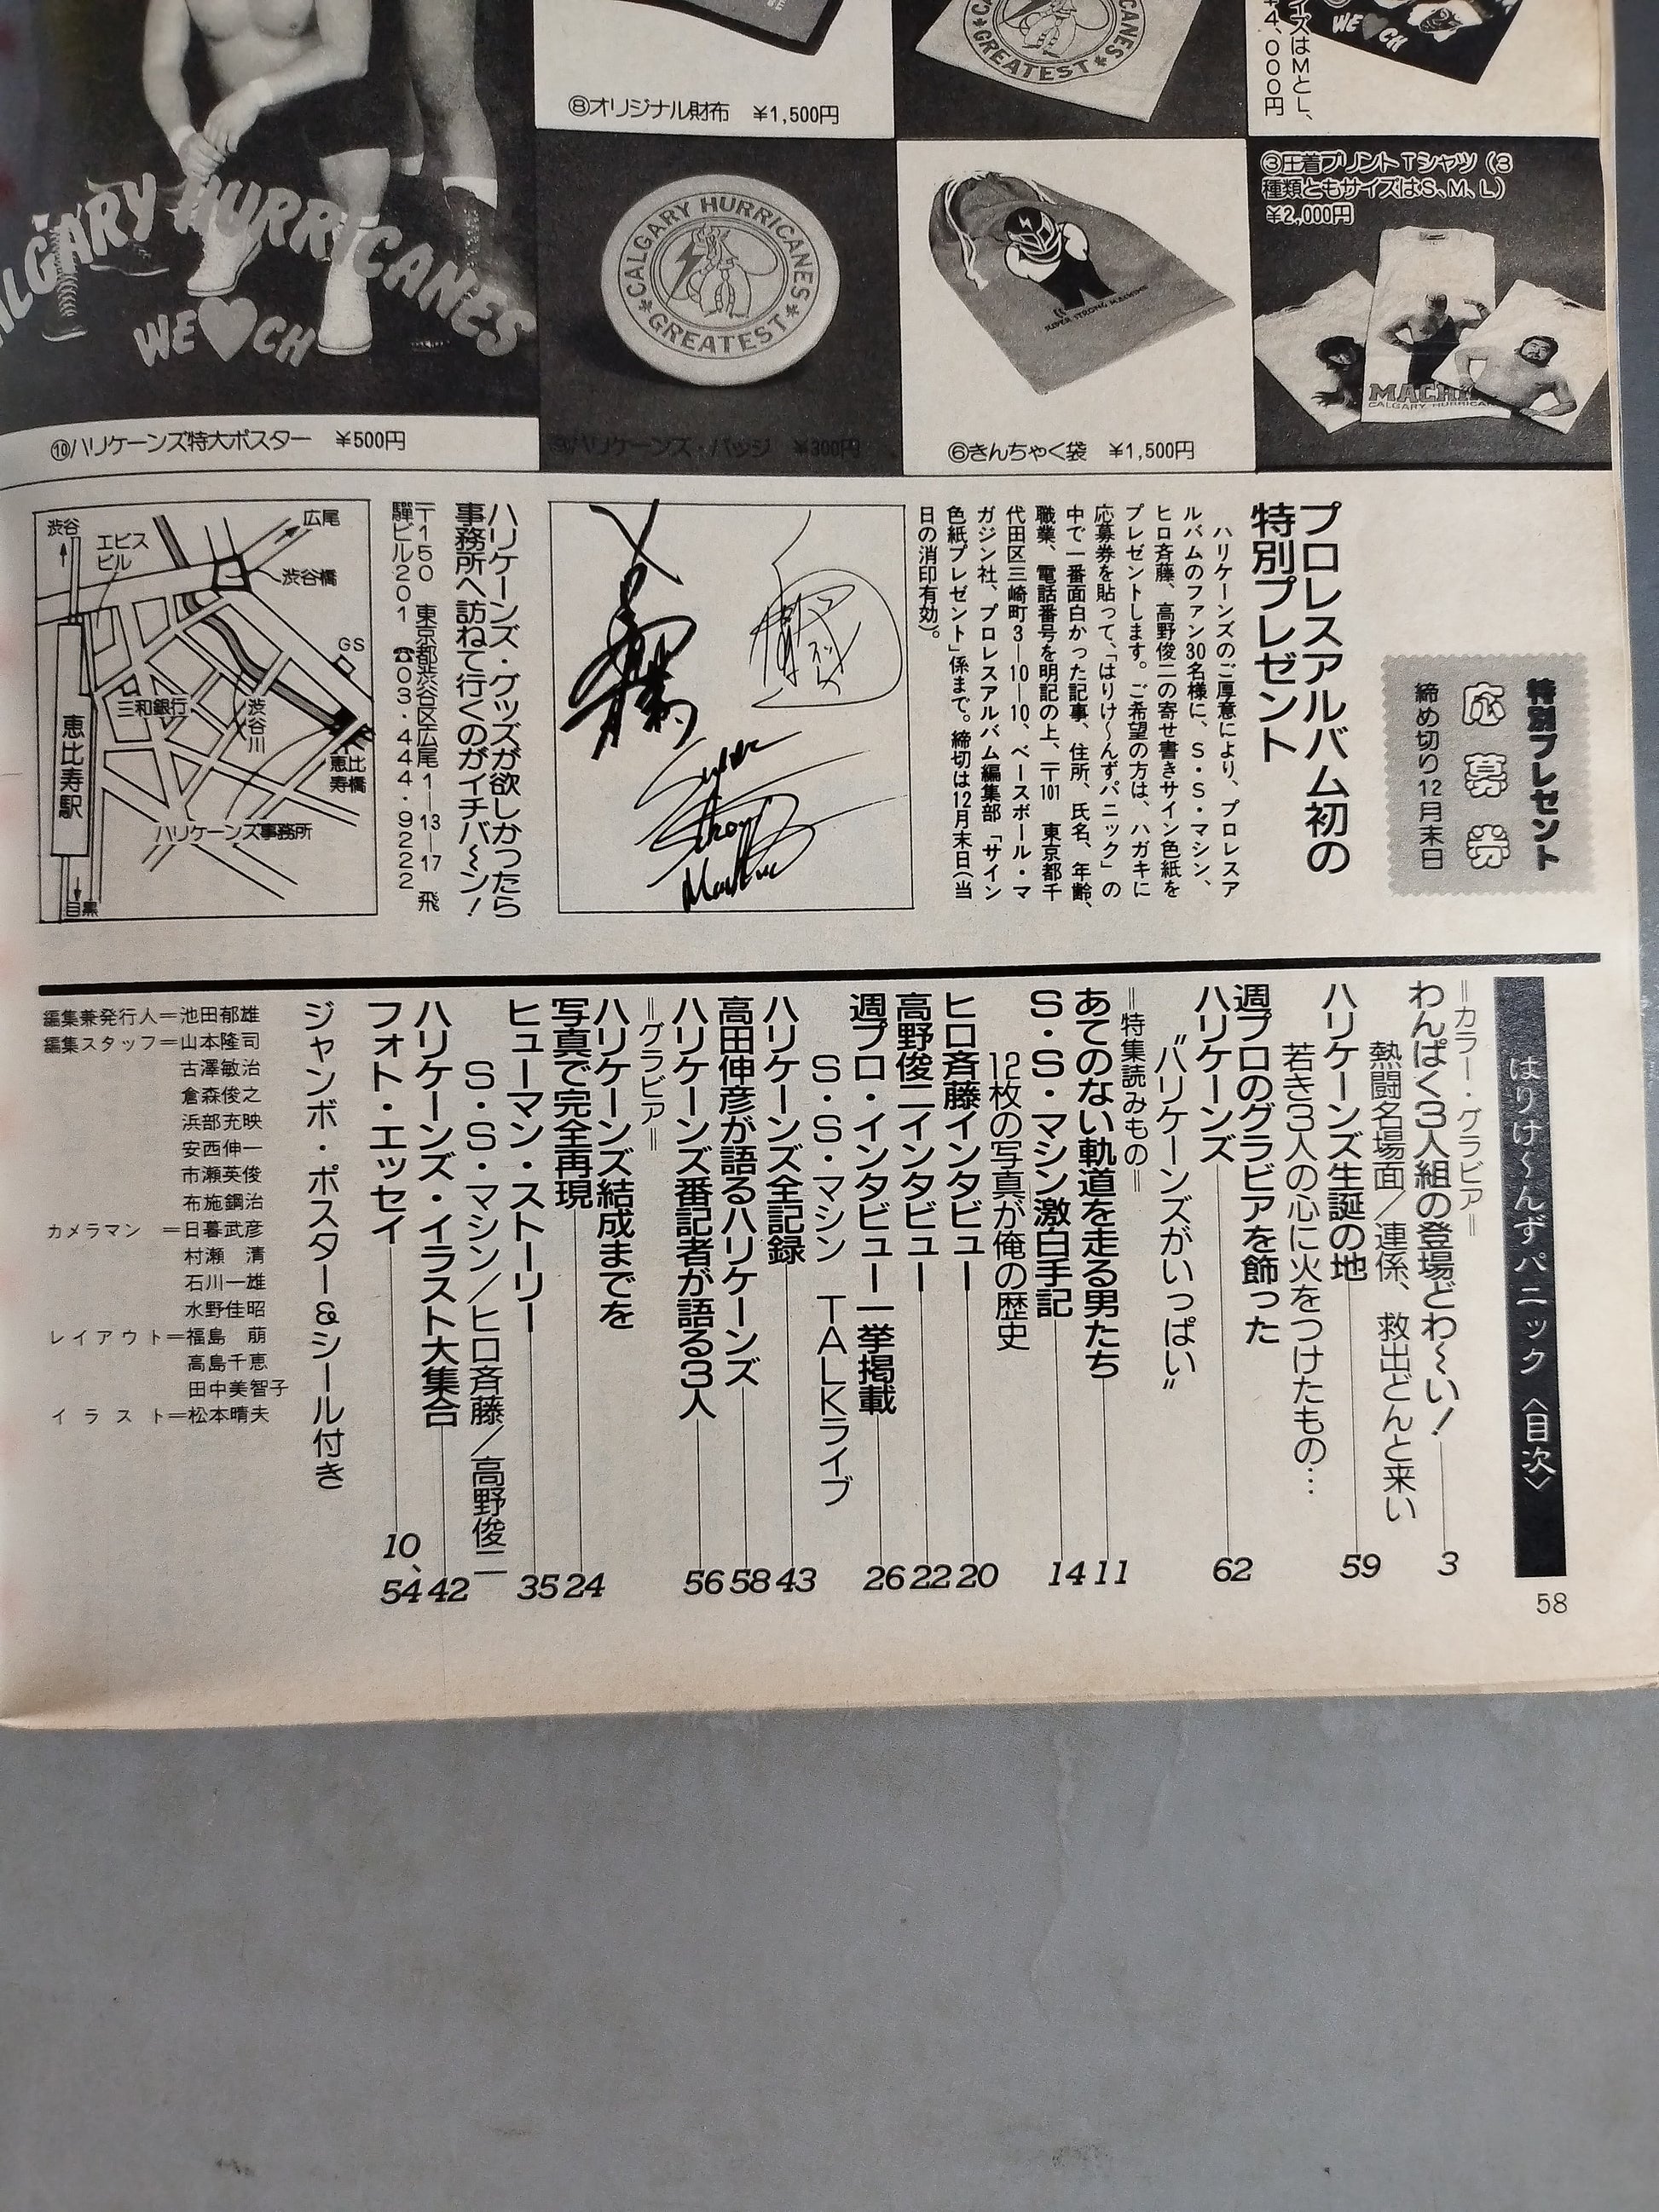 CALGARY HURRICANES
WE♥CH
⑩ハリケーンズ特大ポスター　¥500円
⑧オリジナル財布　¥1,500円
CALGARY HURRICANES
GREATEST
ハリケーンズ・バッジ　¥300円
GREATEST
SUPER STRONG MACHINE
⑥きんちゃく袋　¥1,500円
イズはMとL、
¥4,000円
WE♥CH
③圧着プリントTシャツ（3
種類ともサイズはS、M、L）
¥2,000円
CALGARY HURRICANES
特別プレゼント
応募券
締め切り12月末日
プロレスアルバム初の
特別プレゼント
ハリケーンズのご厚意により、プロレスア
ルバムのファン30名様に、S・S・マシン、
ヒロ斉藤、高野俊二の寄せ書きサイン色紙を
プレゼントします。ご希望の方は、ハガキに
応募券を貼って、「はりけ〜んずパニック」の
中で一番面白かった記事、住所、氏名、年齢、
職業、電話番号を明記の上、〒101　東京都千
代田区三崎町3—10—10、ベースボール・マ
ガジン社、プロレスアルバム編集部「サイン
色紙プレゼント」係まで。締切は12月末日（当
日の消印有効）。
Super
Strong
Machine
ハリケーンズ・グッズが欲しかったら
事務所へ訪ねて行くのがイチバ〜ン！
〒150　東京都渋谷区広尾1—13—17　飛
驒ビル201　☎03・444・9222
渋谷
エビス
ビル
広尾
渋谷橋
GS
三和銀行
渋谷川
恵比寿橋
恵比寿駅
ハリケーンズ事務所
目黒
はりけ〜んずパニック〈目次〉
＝カラー・グラビア＝
わんぱく3人組の登場どわ〜い！ 3
熱闘名場面／連係、救出どんと来い
ハリケーンズ生誕の地 59
若き3人の心に火をつけたもの…
週プロのグラビアを飾った
ハリケーンズ 62
〝ハリケーンズがいっぱい〟
＝特集読みもの＝
あてのない軌道を走る男たち 11
S・S・マシン激白手記 14
12枚の写真が俺の歴史
ヒロ斉藤インタビュー 20
高野俊二インタビュー 22
週プロ・インタビュー一挙掲載 26
S・S・マシン　TALKライブ
ハリケーンズ全記録 43
高田伸彦が語るハリケーンズ 58
ハリケーンズ番記者が語る3人 56
＝グラビア＝
ハリケーンズ結成までを
写真で完全再現 24
ヒューマン・ストーリー 35
S・S・マシン／ヒロ斉藤／高野俊二
ハリケーンズ・イラスト大集合 42
フォト・エッセイ 10、54
ジャンボ・ポスター&シール付き
編集兼発行人＝池田郁雄
編集スタッフ＝山本隆司
古澤敏治
倉森俊之
浜部充映
安西伸一
市瀬英俊
布施鋼治
カメラマン　＝日暮武彦
村瀬　清
石川一雄
水野佳昭
レイアウト＝福島　萌
高島千恵
田中美智子
イラスト＝松本晴夫
58